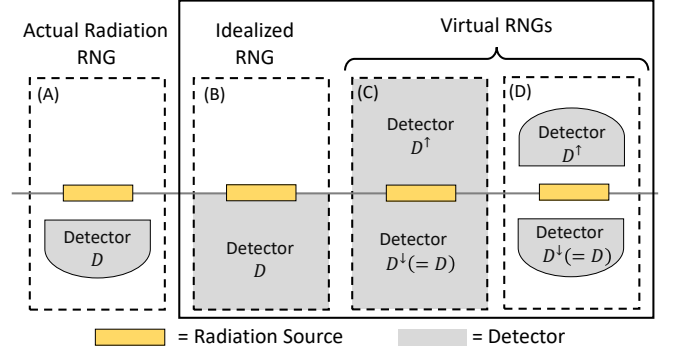 Actual Radiation
RNG
Idealized
RNG
Virtual RNGs
(A)
Detector
D
(B)
Detector
D
(C)
Detector
D↑
Detector
D↓(= D)
(D)
Detector
D↑
Detector
D↓(= D)
= Radiation Source
= Detector